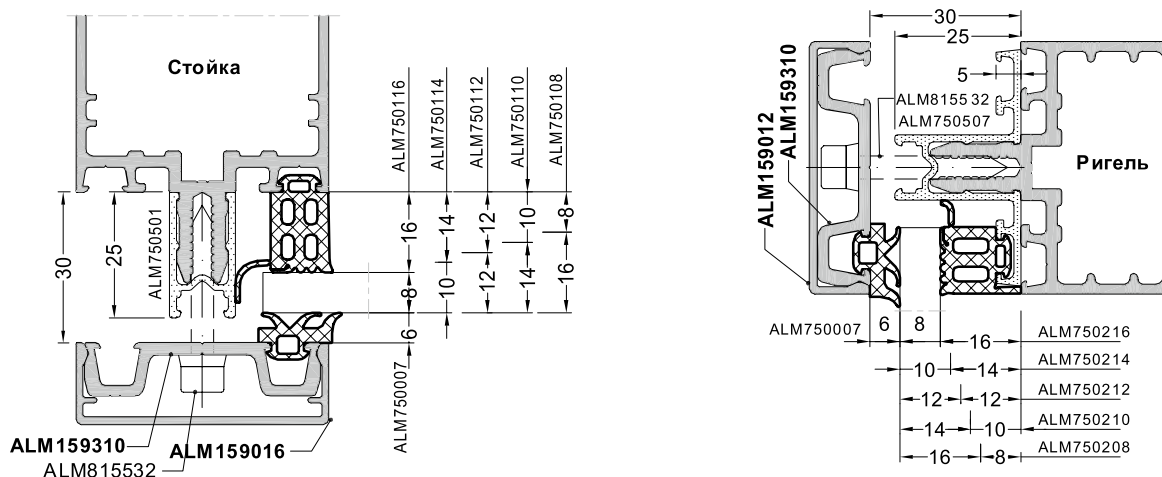 Стойка
ALM750116
ALM750114
ALM750112
ALM750110
ALM750108
30
25
ALM750501
16
14
12
10
8
8
10
12
14
16
6
ALM750007
ALM159310
ALM159016
ALM815532
30
25
5
ALM815532
ALM750507
ALM159310
ALM159012
Ригель
ALM750007
6
8
16
ALM750216
10
14
ALM750214
12
12
ALM750212
14
10
ALM750210
16
8
ALM750208